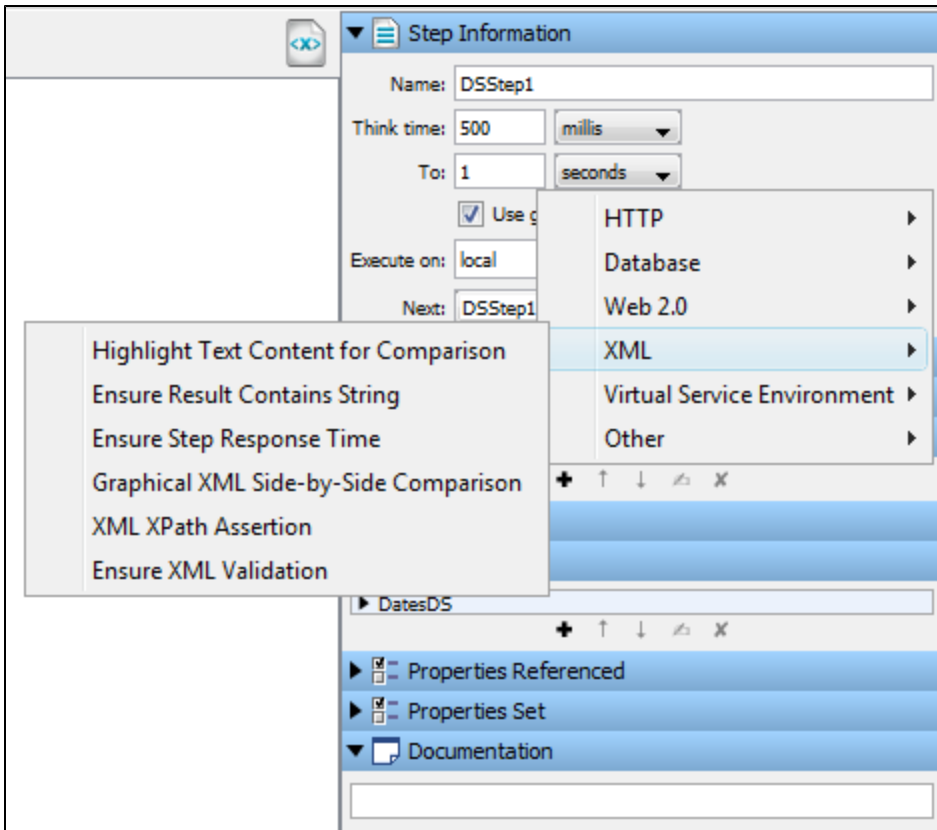 <x>
Step Information
Name: DSStep1
Think time: 500 millis
To: 1 seconds
Use g
Execute on: local
Next: DSStep1
HTTP
Database
Web 2.0
XML
Virtual Service Environment
Other
Highlight Text Content for Comparison
Ensure Result Contains String
Ensure Step Response Time
Graphical XML Side-by-Side Comparison
XML XPath Assertion
Ensure XML Validation
DatesDS
Properties Referenced
Properties Set
Documentation